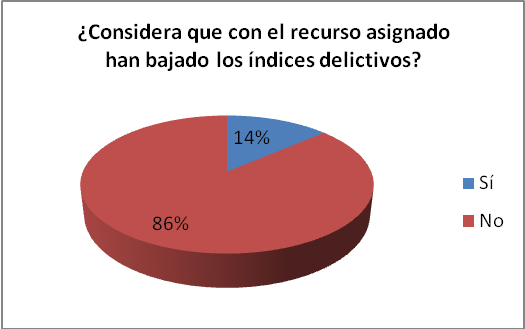 ¿Considera que con el recurso asignado
han bajado los índices delictivos?
14%
86%
Sí
No